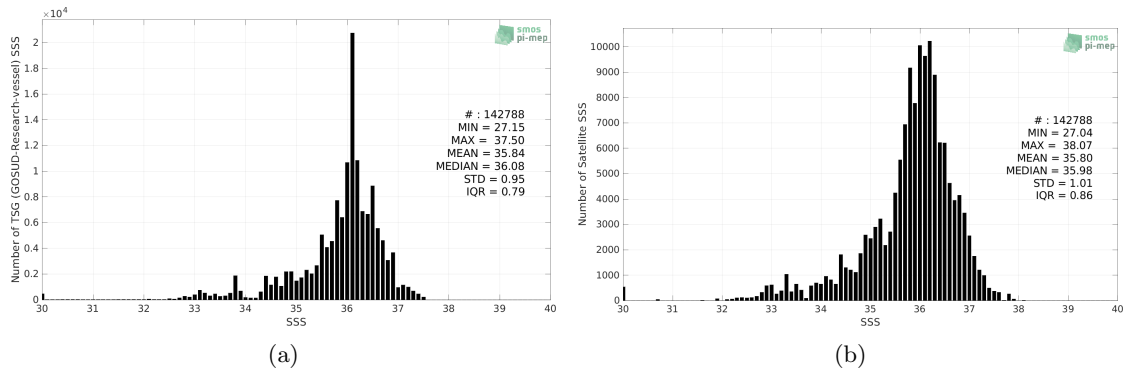 ×10⁴
2
1.8
1.6
1.4
1.2
1
0.8
0.6
0.4
0.2
0
30 31 32 33 34 35 36 37 38 39 40
SSS
Number of TSG (GOSUD-Research-vessel) SSS
smos
pi-mep
# : 142788
MIN = 27.15
MAX = 37.50
MEAN = 35.84
MEDIAN = 36.08
STD = 0.95
IQR = 0.79
(a)
10000
9000
8000
7000
6000
5000
4000
3000
2000
1000
0
30 31 32 33 34 35 36 37 38 39 40
SSS
Number of Satellite SSS
smos
pi-mep
# : 142788
MIN = 27.04
MAX = 38.07
MEAN = 35.80
MEDIAN = 35.98
STD = 1.01
IQR = 0.86
(b)